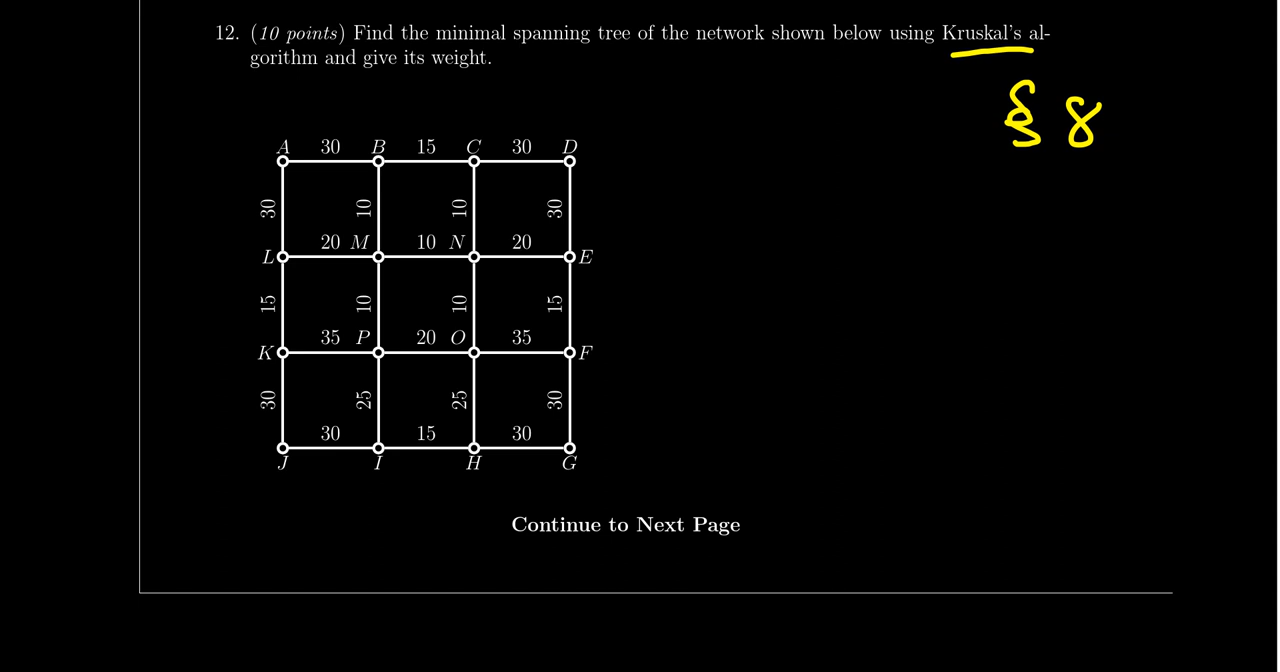 12. (10 points) Find the minimal spanning tree of the network shown below using Kruskal's al-
gorithm and give its weight.
§ 8
A 30 B 15 C 30 D
30 10 10 30
20 M 10 N 20
L E
15 10 10 15
35 P 20 O 35
K F
30 25 25 30
30 15 30
J I H G
Continue to Next Page